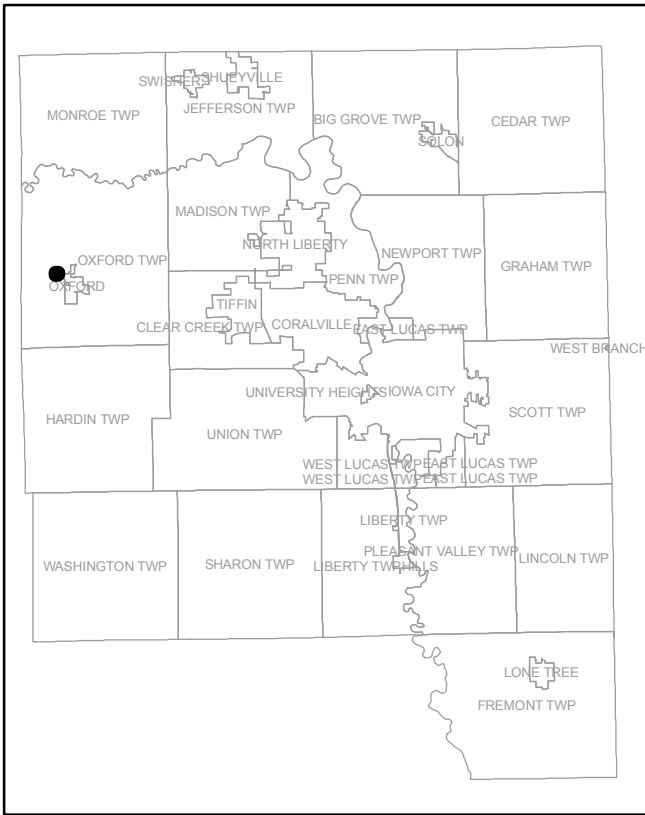 SHUEYVILLE
SWISHER
JEFFERSON TWP
MONROE TWP
BIG GROVE TWP
CEDAR TWP
SOLON
MADISON TWP
NORTH LIBERTY
NEWPORT TWP
OXFORD TWP
GRAHAM TWP
PENN TWP
OXFORD
TIFFIN
CLEAR CREEK TWP
CORALVILLE
EAST LUCAS TWP
WEST BRANCH
UNIVERSITY HEIGHTS
IOWA CITY
HARDIN TWP
SCOTT TWP
UNION TWP
WEST LUCAS TWP
EAST LUCAS TWP
WEST LUCAS TWP
EAST LUCAS TWP
LIBERTY TWP
PLEASANT VALLEY TWP
LINCOLN TWP
WASHINGTON TWP
SHARON TWP
LIBERTY TWP
HILLS
LONE TREE
FREMONT TWP